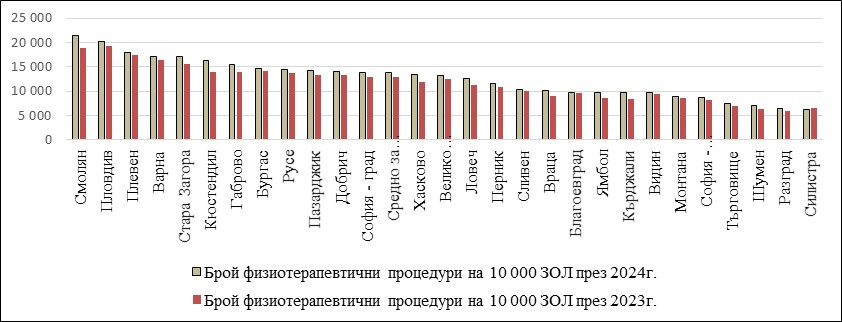 25 000
20 000
15 000
10 000
5 000
0
Смолян
Пловдив
Плевен
Варна
Стара Загора
Кюстендил
Габрово
Бургас
Русе
Пазарджик
Добрич
София - град
Средно за…
Хасково
Велико…
Ловеч
Перник
Сливен
Враца
Благоевград
Ямбол
Кърджали
Видин
Монтана
София -…
Търговище
Шумен
Разград
Силистра
Брой физиотерапевтични процедури на 10 000 ЗОЛ през 2024г.
Брой физиотерапевтични процедури на 10 000 ЗОЛ през 2023г.